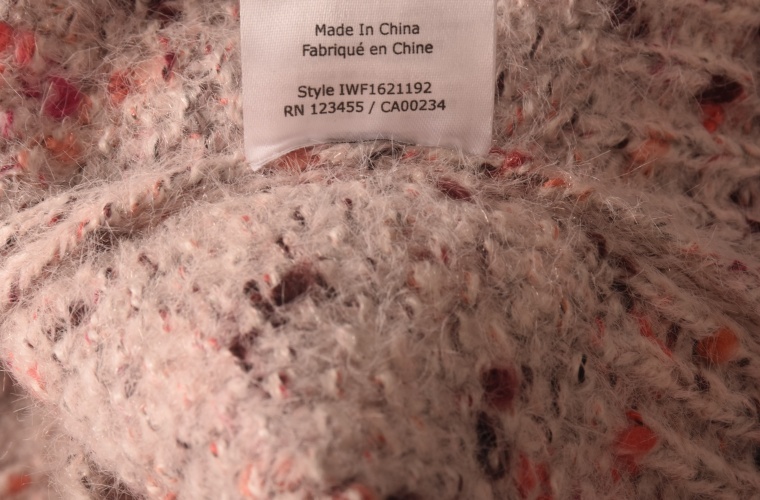 Made In China
Fabriqué en Chine
Style IWF1621192
RN 123455 / CA00234